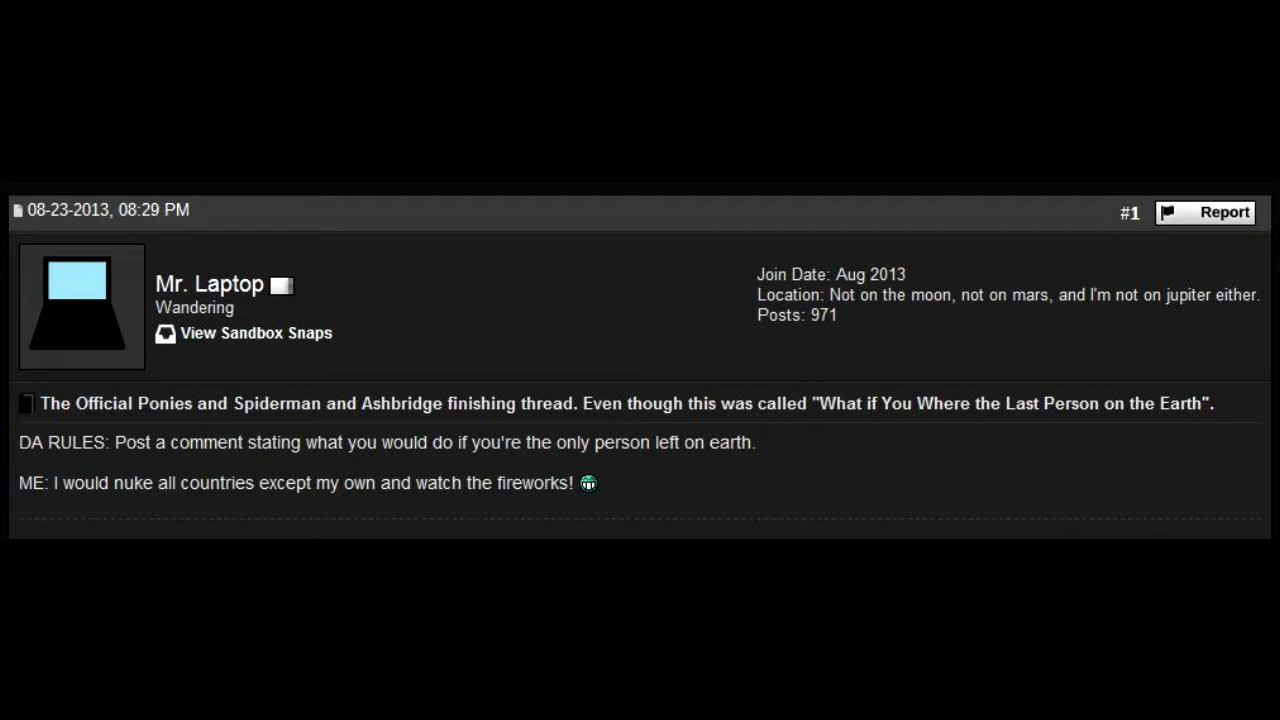 08-23-2013, 08:29 PM
#1
Report
Mr. Laptop
Wandering
View Sandbox Snaps
Join Date: Aug 2013
Location: Not on the moon, not on mars, and I'm not on jupiter either.
Posts: 971
The Official Ponies and Spiderman and Ashbridge finishing thread. Even though this was called "What if You Where the Last Person on the Earth".
DA RULES: Post a comment stating what you would do if you're the only person left on earth.
ME: I would nuke all countries except my own and watch the fireworks!